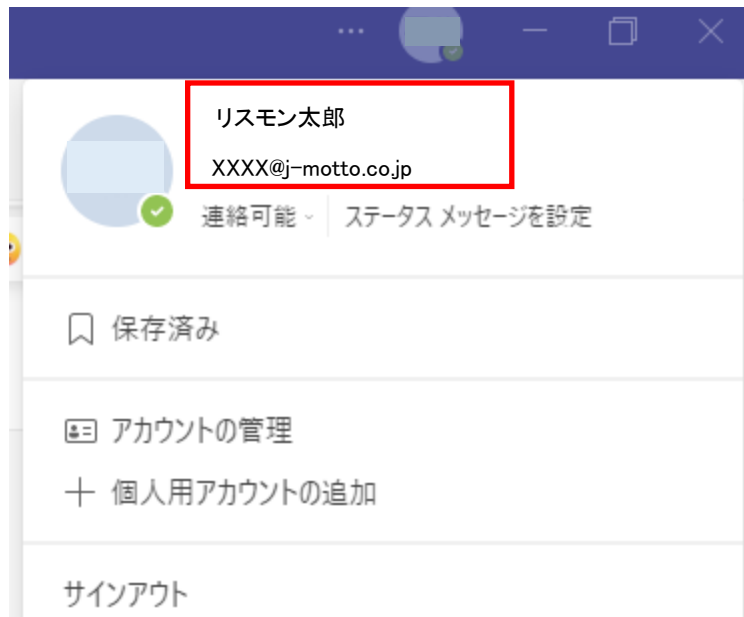 …
リスモン太郎
XXXX@j-motto.co.jp
連絡可能 ステータス メッセージを設定
保存済み
アカウントの管理
個人用アカウントの追加
サインアウト